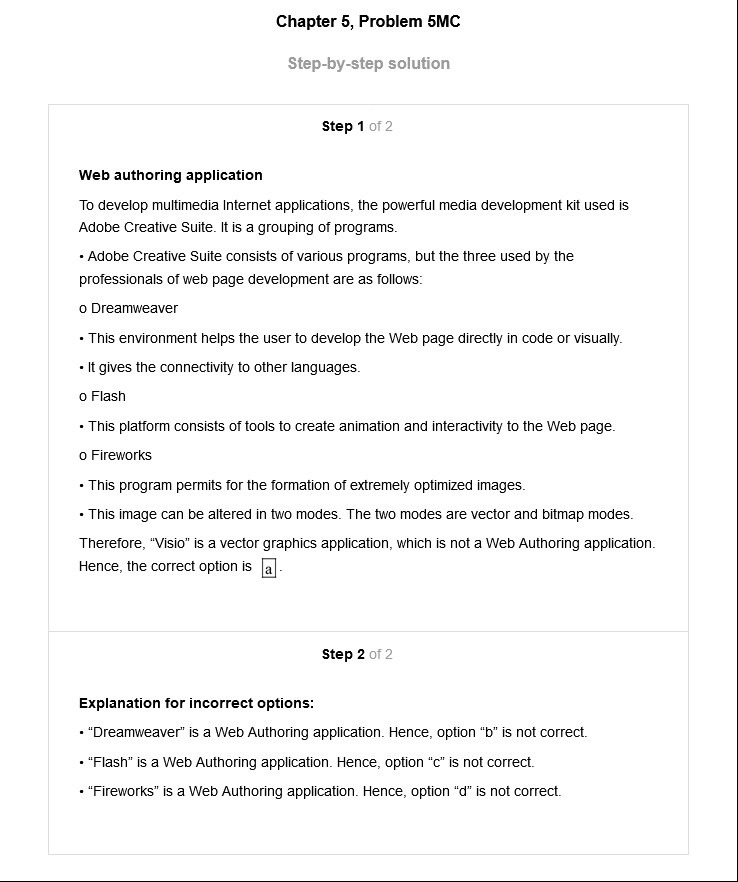 Chapter 5, Problem 5MC
Step-by-step solution
Step 1 of 2
Web authoring application
To develop multimedia Internet applications, the powerful media development kit used is
Adobe Creative Suite. It is a grouping of programs.
• Adobe Creative Suite consists of various programs, but the three used by the
professionals of web page development are as follows:
o Dreamweaver
• This environment helps the user to develop the Web page directly in code or visually.
• It gives the connectivity to other languages.
o Flash
• This platform consists of tools to create animation and interactivity to the Web page.
o Fireworks
• This program permits for the formation of extremely optimized images.
• This image can be altered in two modes. The two modes are vector and bitmap modes.
Therefore, “Visio” is a vector graphics application, which is not a Web Authoring application.
Hence, the correct option is a .
Step 2 of 2
Explanation for incorrect options:
• “Dreamweaver” is a Web Authoring application. Hence, option “b” is not correct.
• “Flash” is a Web Authoring application. Hence, option “c” is not correct.
• “Fireworks” is a Web Authoring application. Hence, option “d” is not correct.